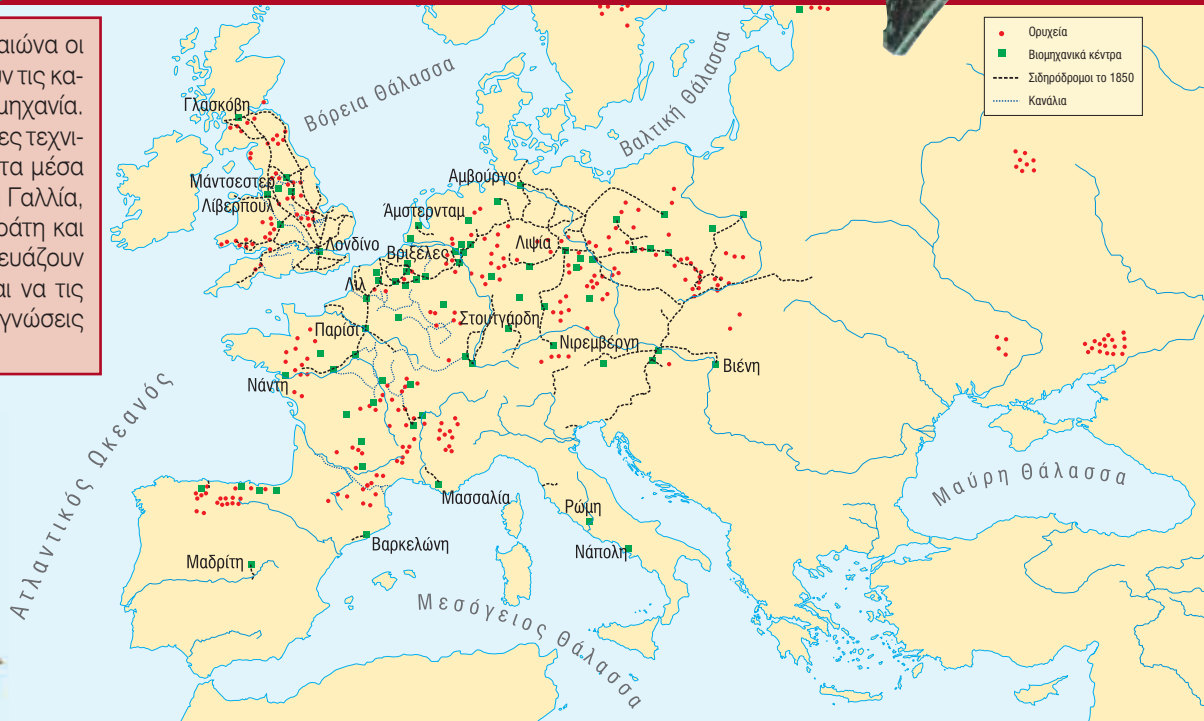 αιώνα οι
ν τις κα-
μηχανία.
ες τεχνι-
τα μέσα
Γαλλία,
ράτη και
ευάζουν
αι να τις
γνώσεις
Ορυχεία
Βιομηχανικά κέντρα
Σιδηρόδρομοι το 1850
Κανάλια
Γλασκόβη
Βόρεια Θάλασσα
Βαλτική Θάλασσα
Μάντσεστερ
Λίβερπουλ
Αμβούργο
Άμστερνταμ
Λονδίνο
Βρυξέλες
Λιψία
Λιλ
Παρίσι
Στουτγάρδη
Νιρεμβέργη
Βιένη
Νάντη
Ατλαντικός Ωκεανός
Μασσαλία
Μαύρη Θάλασσα
Ρώμη
Βαρκελώνη
Νάπολη
Μαδρίτη
Μεσόγειος Θάλασσα